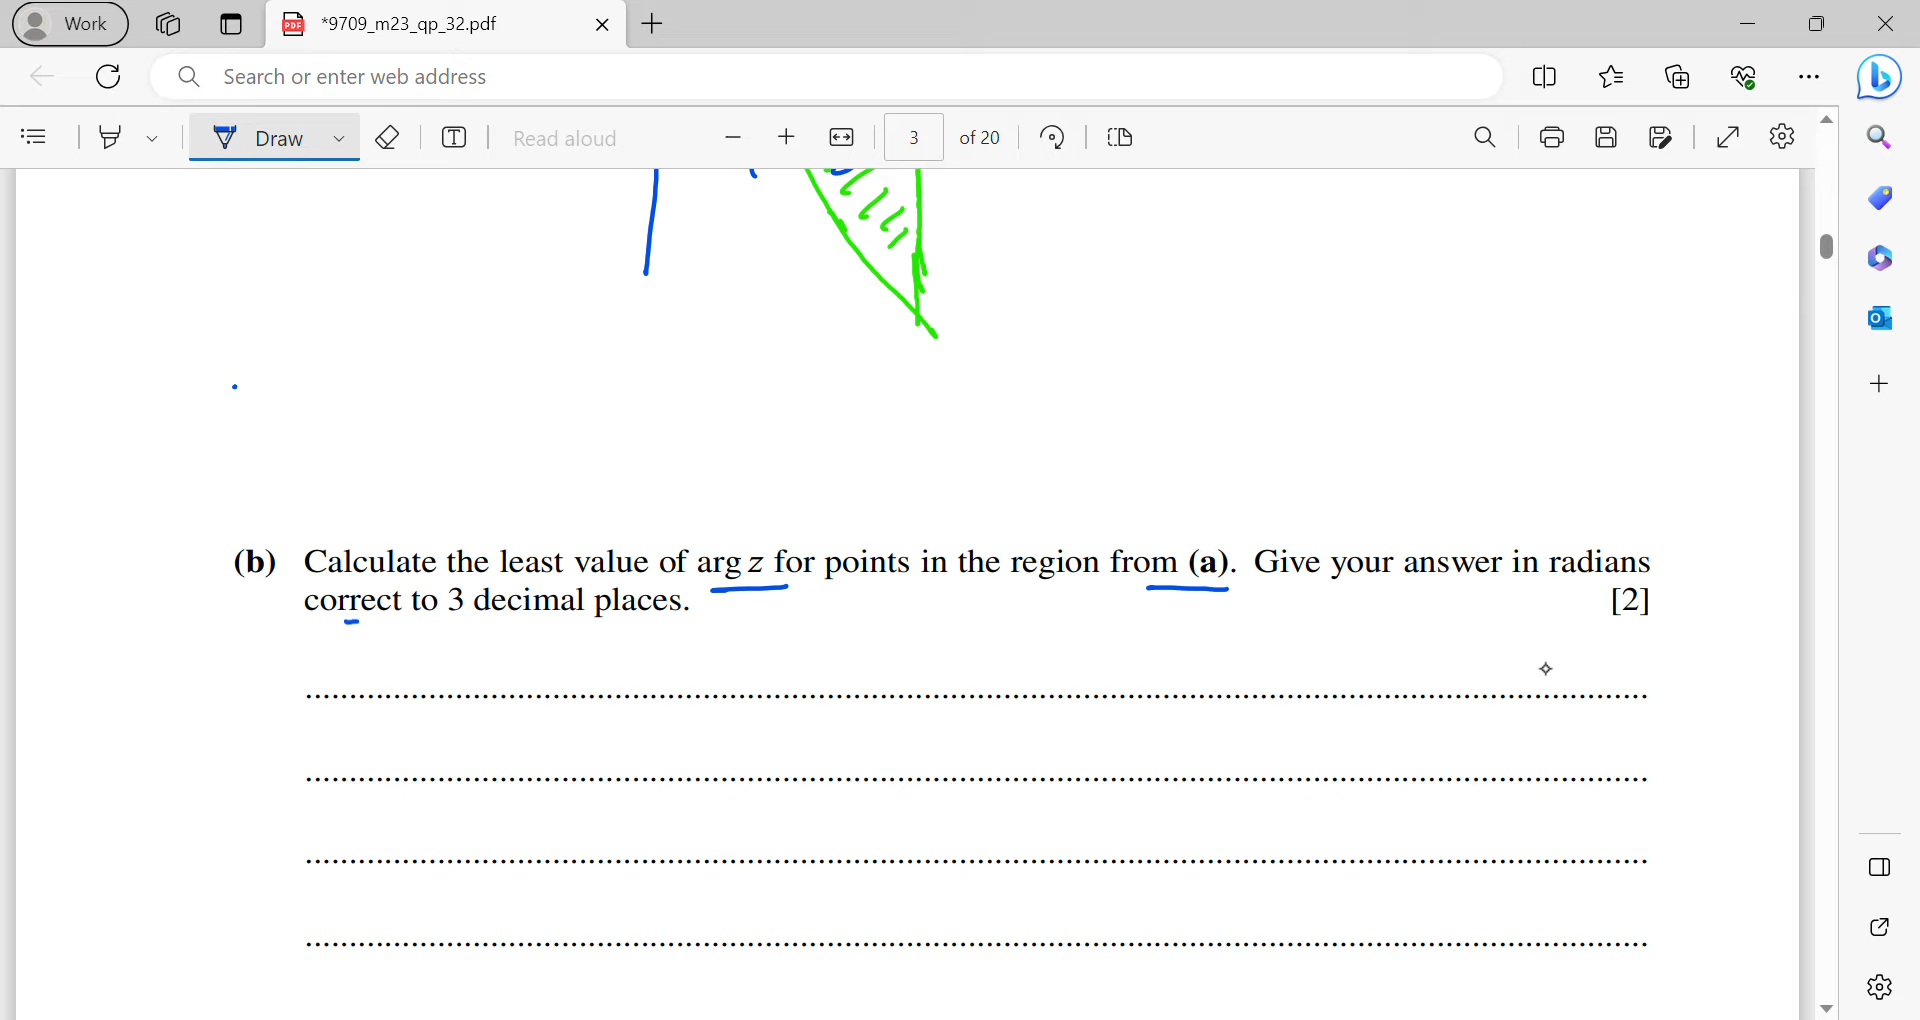 Work
*9709_m23_qp_32.pdf
Search or enter web address
Draw
Read aloud
3 of 20
(b) Calculate the least value of arg z for points in the region from (a). Give your answer in radians
correct to 3 decimal places. [2]